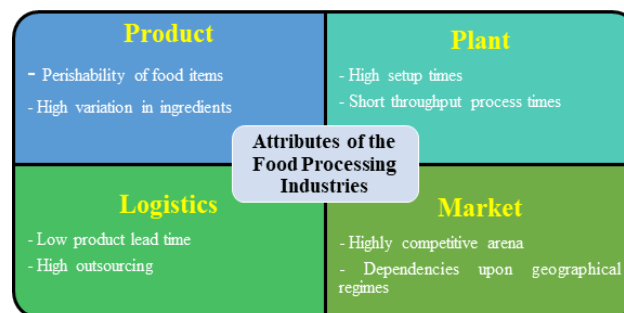 Product
- Perishability of food items
- High variation in ingredients
Plant
- High setup times
- Short throughput process times
Attributes of the
Food Processing
Industries
Logistics
- Low product lead time
- High outsourcing
Market
- Highly competitive arena
- Dependencies upon geographical
regimes